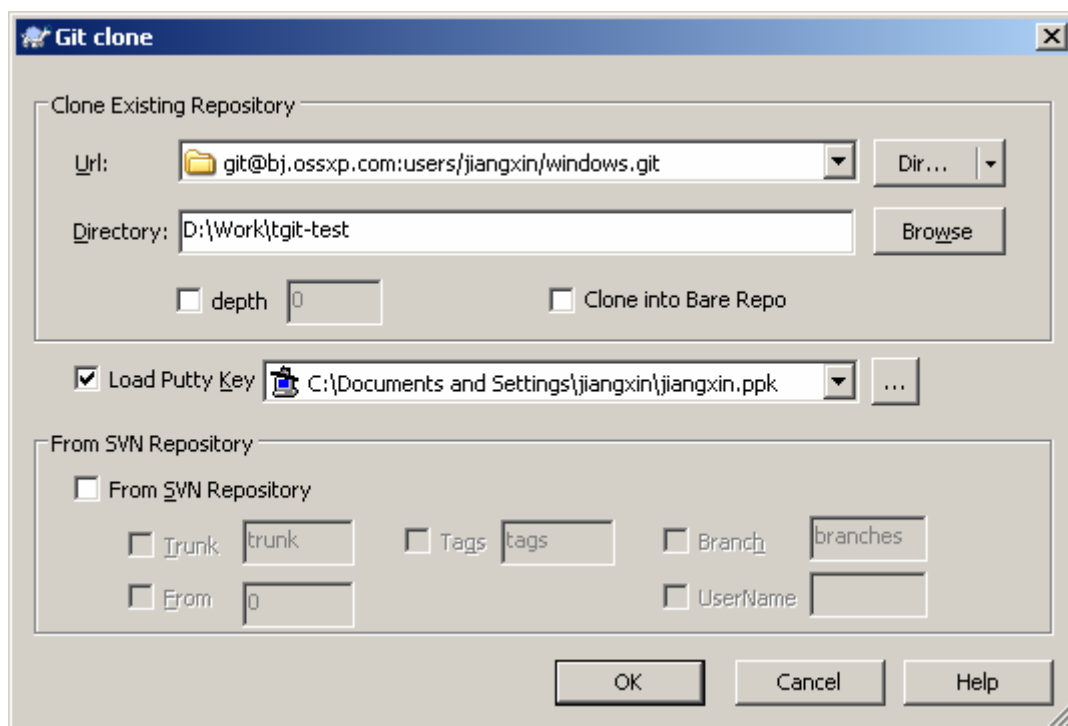 Git clone
Clone Existing Repository
Url: git@bj.ossxp.com:users/jiangxin/windows.git Dir...
Directory: D:\Work\tgit-test Browse
depth 0 Clone into Bare Repo
Load Putty Key C:\Documents and Settings\jiangxin\jiangxin.ppk ...
From SVN Repository
From SVN Repository
Trunk trunk Tags tags Branch branches
From 0 UserName
OK Cancel Help